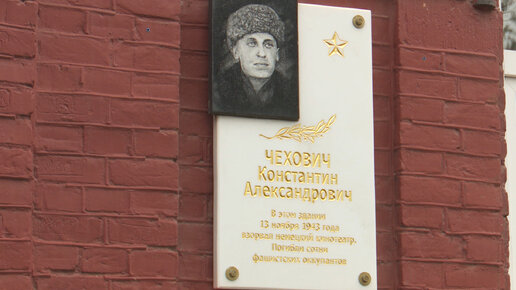 ЧЕХОВИЧ
Константин
Александрович
В этом здании
13 ноября 1943 года
взорвал немецкий кинотеатр.
Погибли сотни
фашистских оккупантов